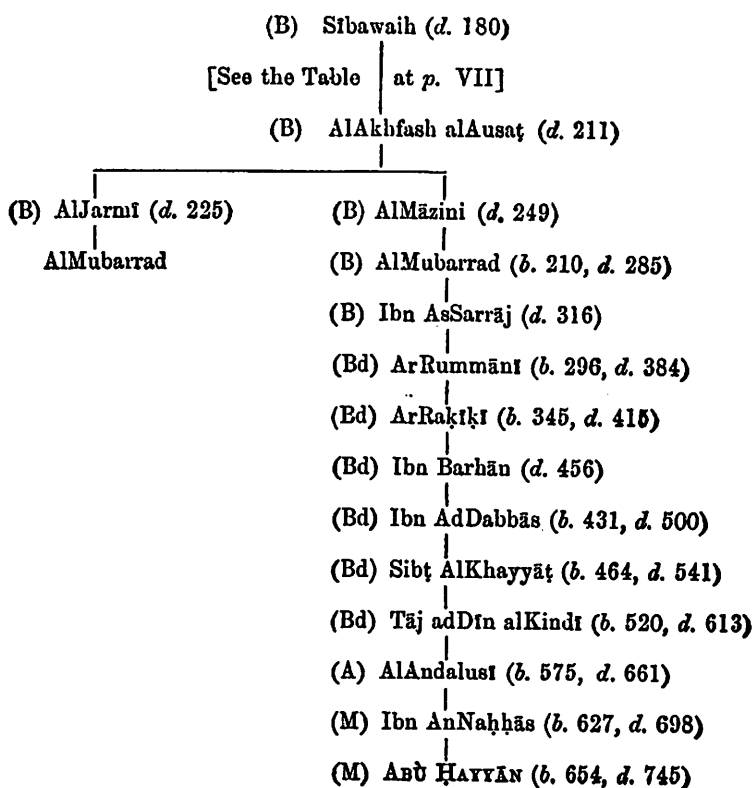 (B) Sībawaih (d. 180)
[See the Table at p. VII]
(B) AlAkhfash alAusaṭ (d. 211)
(B) AlJarmī (d. 225) (B) AlMāzini (d. 249)
AlMubarrad (B) AlMubarrad (b. 210, d. 285)
(B) Ibn AsSarrāj (d. 316)
(Bd) ArRummānī (b. 296, d. 384)
(Bd) ArRaḳīḳī (b. 345, d. 415)
(Bd) Ibn Barhān (d. 456)
(Bd) Ibn AdDabbās (b. 431, d. 500)
(Bd) Sibṭ AlKhayyāṭ (b. 464, d. 541)
(Bd) Tāj adDīn alKindī (b. 520, d. 613)
(A) AlAndalusī (b. 575, d. 661)
(M) Ibn AnNaḥḥās (b. 627, d. 698)
(M) ABÙ ḤAYYĀN (b. 654, d. 745)